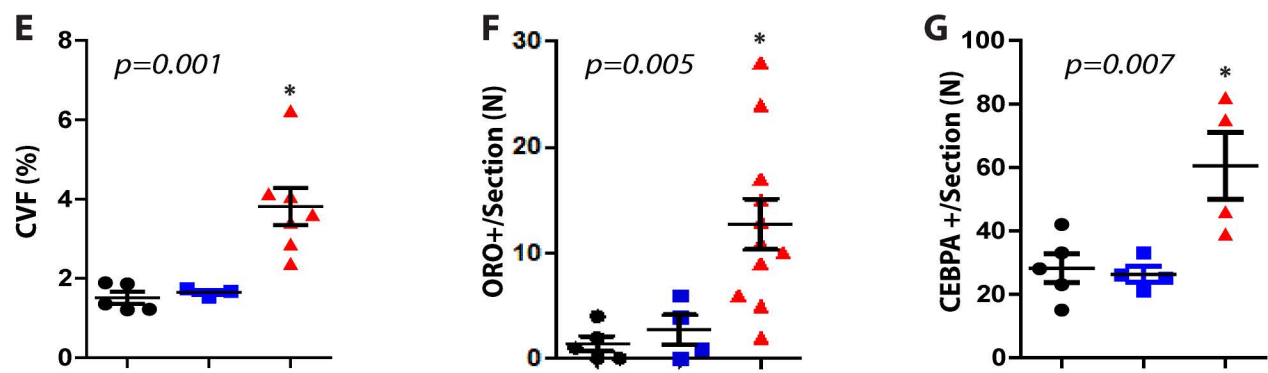 E
CVF (%)
8
6
4
2
0
p=0.001
*
F
ORO+/Section (N)
30
20
10
0
p=0.005
*
G
CEBPA +/Section (N)
100
80
60
40
20
0
p=0.007
*